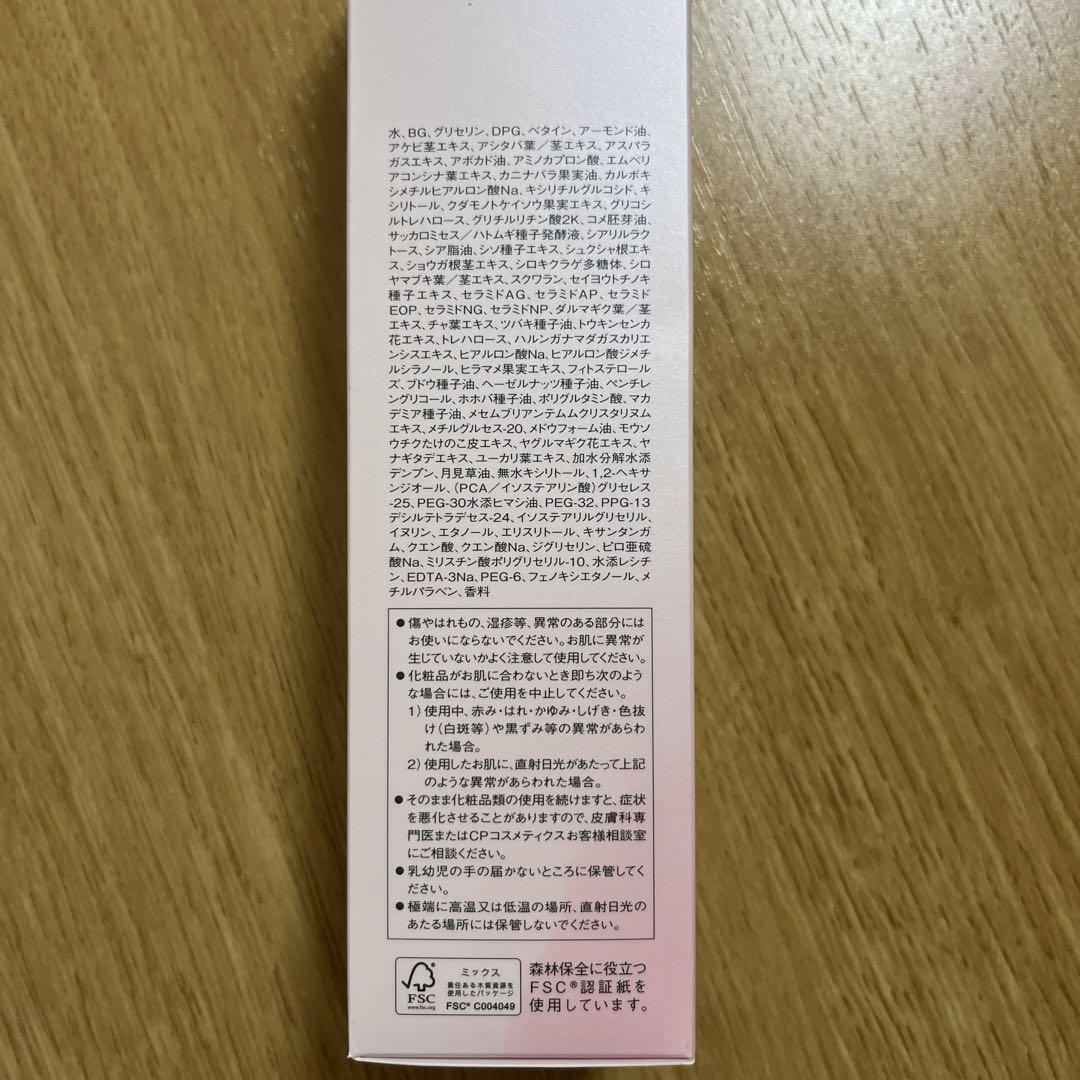 水、BG、グリセリン、DPG、ベタイン、アーモンド油、
アケビ茎エキス、アシタバ葉／茎エキス、アスパラ
ガスエキス、アボカド油、アミノカプロン酸、エムベリ
アコンシナ葉エキス、カニナバラ果実油、カルボキ
シメチルヒアルロン酸Na、キシリチルグルコシド、キ
シリトール、クダモノトケイソウ果実エキス、グリコシ
ルトレハロース、グリチルリチン酸2K、コメ胚芽油、
サッカロミセス／ハトムギ種子発酵液、シアリルラク
トース、シア脂油、シソ種子エキス、シュクシャ根エキ
ス、ショウガ根茎エキス、シロキクラゲ多糖体、シロ
ヤマブキ葉／茎エキス、スクワラン、セイヨウトチノキ
種子エキス、セラミドAG、セラミドAP、セラミド
EOP、セラミドNG、セラミドNP、ダルマギク葉／茎
エキス、チャ葉エキス、ツバキ種子油、トウキンセンカ
花エキス、トレハロース、ハルンガナマダガスカリエ
ンシスエキス、ヒアルロン酸Na、ヒアルロン酸ジメチ
ルシラノール、ヒラマメ果実エキス、フィトステロール
ズ、ブドウ種子油、ヘーゼルナッツ種子油、ペンチレ
ングリコール、ホホバ種子油、ポリグルタミン酸、マカ
デミア種子油、メセムブリアンテムムクリスタリヌム
エキス、メチルグルセス-20、メドウフォーム油、モウソ
ウチクたけのこ皮エキス、ヤグルマギク花エキス、ヤ
ナギタデエキス、ユーカリ葉エキス、加水分解水添
デンプン、月見草油、無水キシリトール、1,2-ヘキサ
ンジオール、（PCA／イソステアリン酸）グリセレス
-25、PEG-30水添ヒマシ油、PEG-32、PPG-13
デシルテトラデセス-24、イソステアリルグリセリル、
イヌリン、エタノール、エリスリトール、キサンタンガ
ム、クエン酸、クエン酸Na、ジグリセリン、ピロ亜硫
酸Na、ミリスチン酸ポリグリセリル-10、水添レシチ
ン、EDTA-3Na、PEG-6、フェノキシエタノール、メ
チルパラベン、香料
●傷やはれもの、湿疹等、異常のある部分には
お使いにならないでください。お肌に異常が
生じていないかよく注意して使用してください。
●化粧品がお肌に合わないとき即ち次のよう
な場合には、ご使用を中止してください。
1）使用中、赤み・はれ・かゆみ・しげき・色抜
け（白斑等）や黒ずみ等の異常があらわ
れた場合。
2）使用したお肌に、直射日光があたって上記
のような異常があらわれた場合。
●そのまま化粧品類の使用を続けますと、症状
を悪化させることがありますので、皮膚科専
門医またはCPコスメティクスお客様相談室
にご相談ください。
●乳幼児の手の届かないところに保管してく
ださい。
●極端に高温又は低温の場所、直射日光の
あたる場所には保管しないでください。
FSC
www.fsc.org
ミックス
責任ある木質資源を
使用したパッケージ
FSC® C004049
森林保全に役立つ
FSC®認証紙を
使用しています。